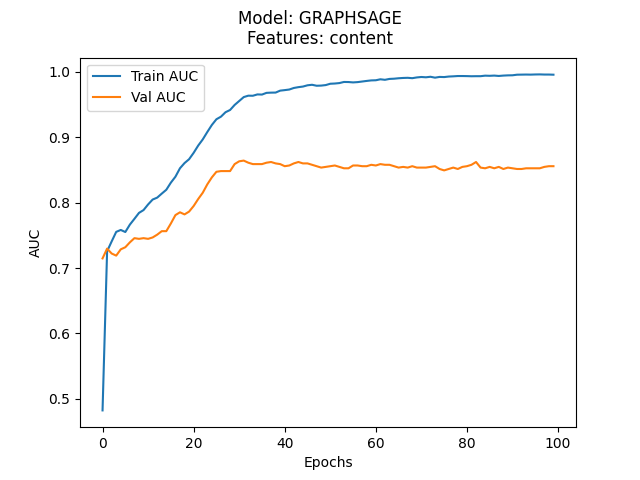 Model: GRAPHSAGE
Features: content
Train AUC
Val AUC
1.0
0.9
0.8
0.7
0.6
0.5
AUC
0 20 40 60 80 100
Epochs